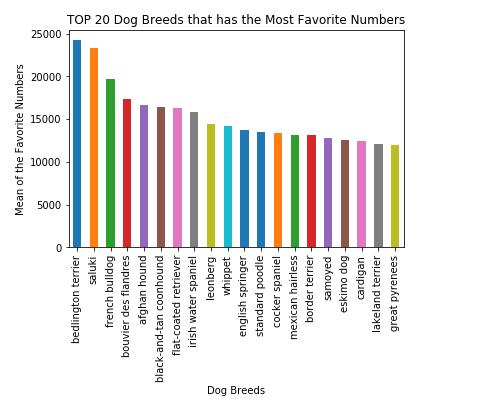 TOP 20 Dog Breeds that has the Most Favorite Numbers
Mean of the Favorite Numbers
25000
20000
15000
10000
5000
0
bedlington terrier
saluki
french bulldog
bouvier des flandres
afghan hound
black-and-tan coonhound
flat-coated retriever
irish water spaniel
leonberg
whippet
english springer
standard poodle
cocker spaniel
mexican hairless
border terrier
samoyed
eskimo dog
cardigan
lakeland terrier
great pyrenees
Dog Breeds